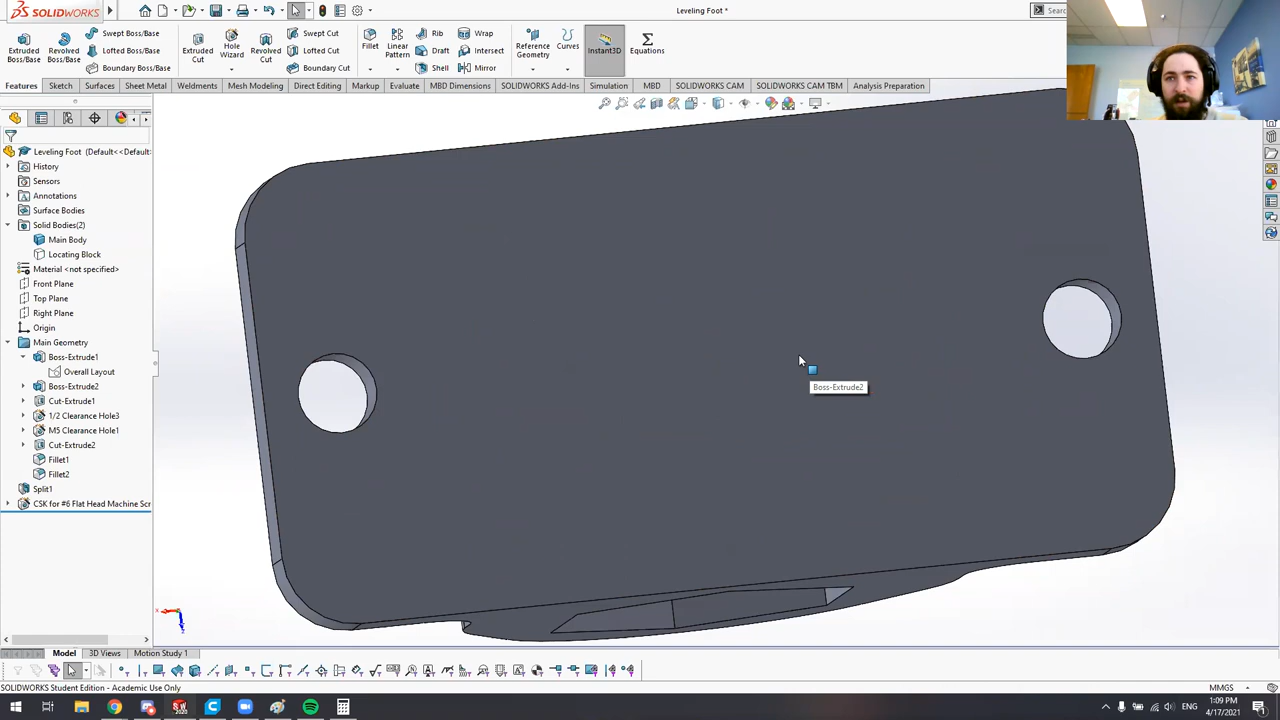 SOLIDWORKS
Leveling Foot *
Extruded Boss/Base
Revolved Boss/Base
Swept Boss/Base
Lofted Boss/Base
Boundary Boss/Base
Extruded Cut
Hole Wizard
Revolved Cut
Swept Cut
Lofted Cut
Boundary Cut
Fillet
Linear Pattern
Rib
Draft
Shell
Wrap
Intersect
Mirror
Reference Geometry
Curves
Instant3D
Equations
Features Sketch Surfaces Sheet Metal Weldments Mesh Modeling Direct Editing Markup Evaluate MBD Dimensions SOLIDWORKS Add-Ins Simulation MBD SOLIDWORKS CAM SOLIDWORKS CAM TBM Analysis Preparation
Leveling Foot (Default<<Default
History
Sensors
Annotations
Surface Bodies
Solid Bodies(2)
Main Body
Locating Block
Material <not specified>
Front Plane
Top Plane
Right Plane
Origin
Main Geometry
Boss-Extrude1
Overall Layout
Boss-Extrude2
Cut-Extrude1
1/2 Clearance Hole3
M5 Clearance Hole1
Cut-Extrude2
Fillet1
Fillet2
Split1
CSK for #6 Flat Head Machine Scr
Boss-Extrude2
Model 3D Views Motion Study 1
SOLIDWORKS Student Edition - Academic Use Only
MMGS
ENG
1:09 PM
4/17/2021